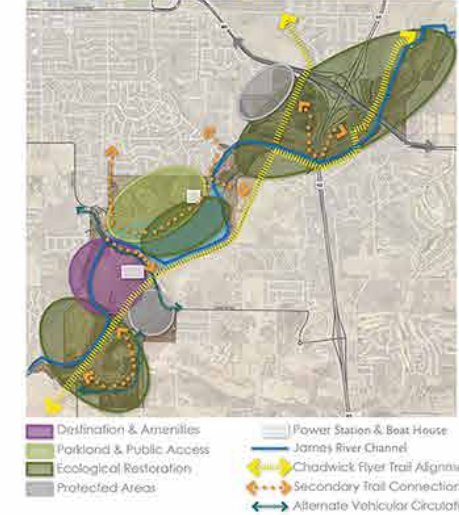 Destination & Amenities
Parkland & Public Access
Ecological Restoration
Protected Areas
Power Station & Boat House
James River Channel
Chadwick Flyer Trail Alignme
Secondary Trail Connection
Alternate Vehicular Circulati